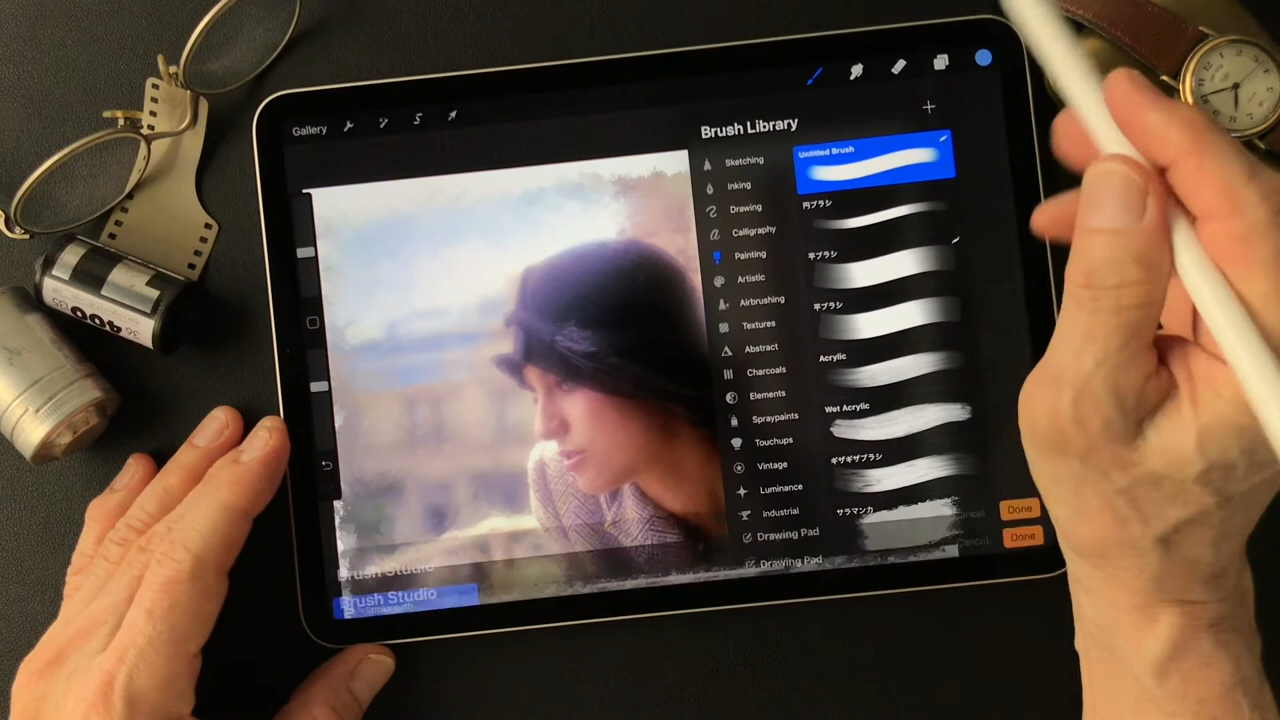 Gallery
S
Brush Library
+
Sketching
Inking
Drawing
Calligraphy
Painting
Artistic
Airbrushing
Textures
Abstract
Charcoals
Elements
Spraypaints
Touchups
Vintage
Luminance
Industrial
Drawing Pad
Drawing Pad
Untitled Brush
円ブラシ
平ブラシ
平ブラシ
Acrylic
Wet Acrylic
ギザギザブラシ
サラマンカ
Cancel
Done
Cancel
Done
Brush Studio
Brush Studio
400
36